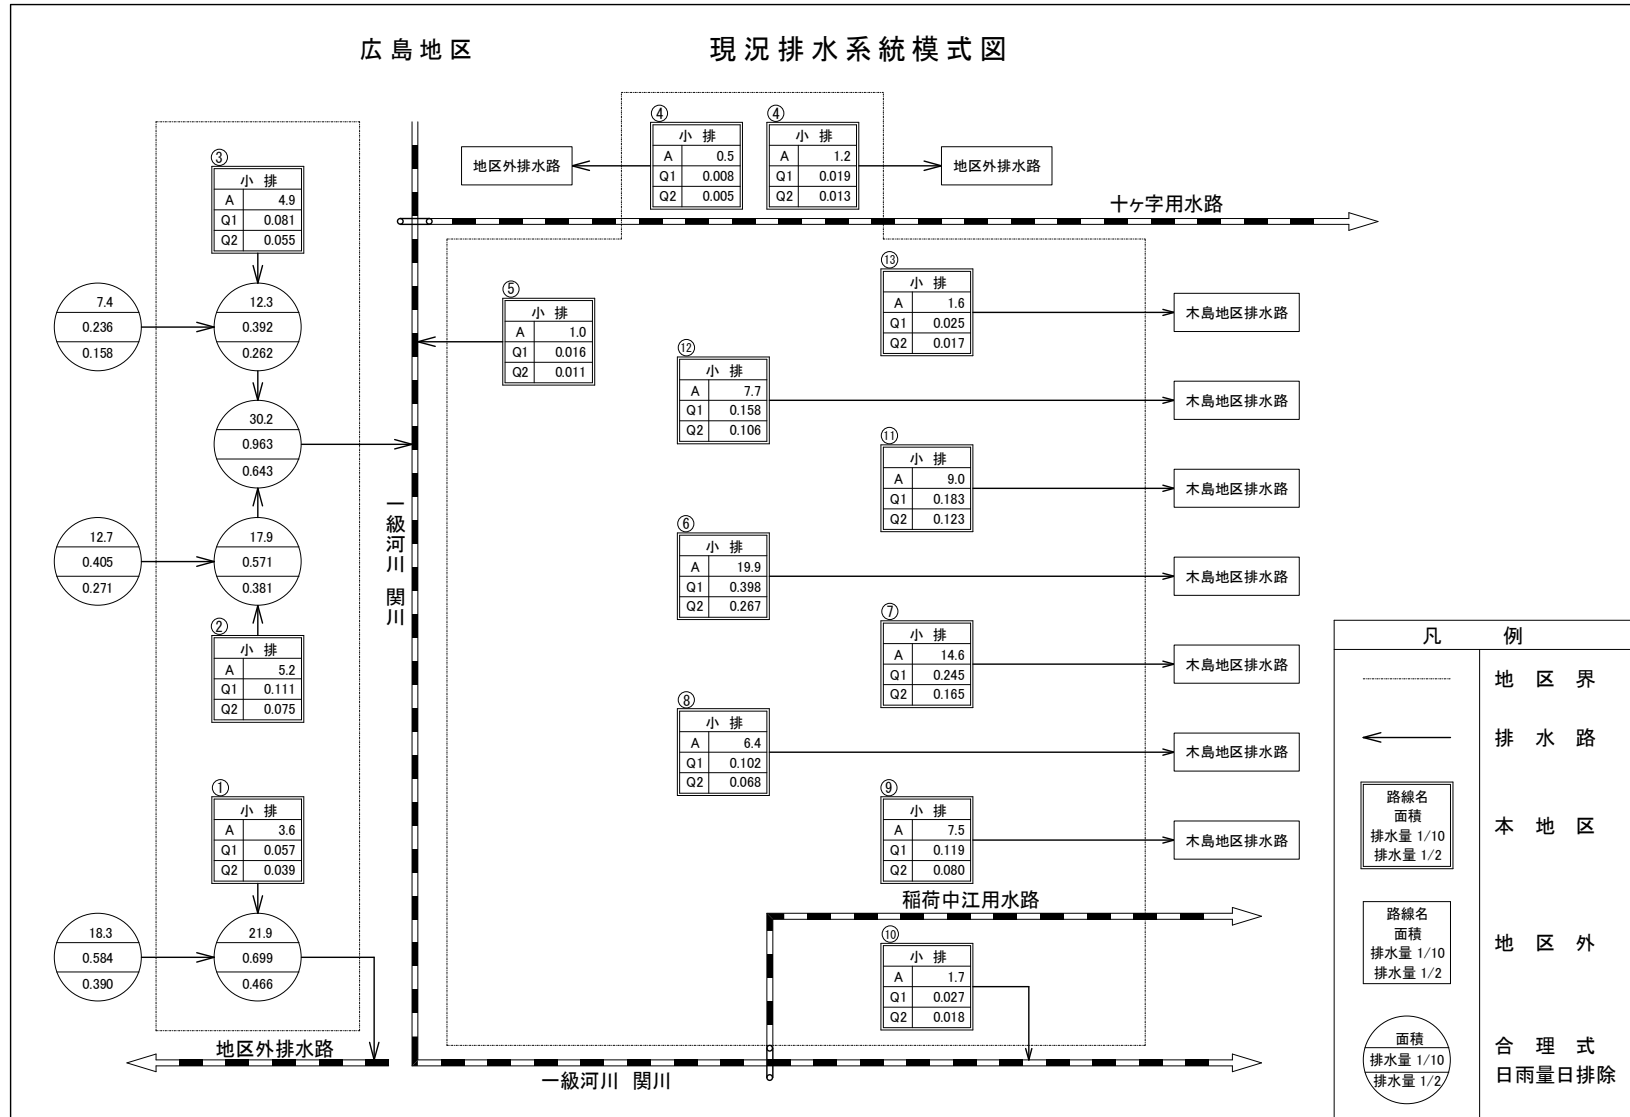 広島地区
現況排水系統模式図
③
小 排
A 4.9
Q1 0.081
Q2 0.055
7.4
0.236
0.158
12.3
0.392
0.262
30.2
0.963
0.643
12.7
0.405
0.271
17.9
0.571
0.381
②
小 排
A 5.2
Q1 0.111
Q2 0.075
①
小 排
A 3.6
Q1 0.057
Q2 0.039
18.3
0.584
0.390
21.9
0.699
0.466
地区外排水路
一級河川 関川
④
小 排
A 0.5
Q1 0.008
Q2 0.005
地区外排水路
④
小 排
A 1.2
Q1 0.019
Q2 0.013
地区外排水路
十ヶ字用水路
⑤
小 排
A 1.0
Q1 0.016
Q2 0.011
⑬
小 排
A 1.6
Q1 0.025
Q2 0.017
木島地区排水路
⑫
小 排
A 7.7
Q1 0.158
Q2 0.106
木島地区排水路
⑪
小 排
A 9.0
Q1 0.183
Q2 0.123
木島地区排水路
⑥
小 排
A 19.9
Q1 0.398
Q2 0.267
木島地区排水路
⑦
小 排
A 14.6
Q1 0.245
Q2 0.165
木島地区排水路
⑧
小 排
A 6.4
Q1 0.102
Q2 0.068
木島地区排水路
⑨
小 排
A 7.5
Q1 0.119
Q2 0.080
木島地区排水路
稲荷中江用水路
⑩
小 排
A 1.7
Q1 0.027
Q2 0.018
一級河川 関川
凡 例
地 区 界
排 水 路
路線名
面積
排水量 1/10
排水量 1/2
本 地 区
路線名
面積
排水量 1/10
排水量 1/2
地 区 外
面積
排水量 1/10
排水量 1/2
合 理 式
日雨量日排除